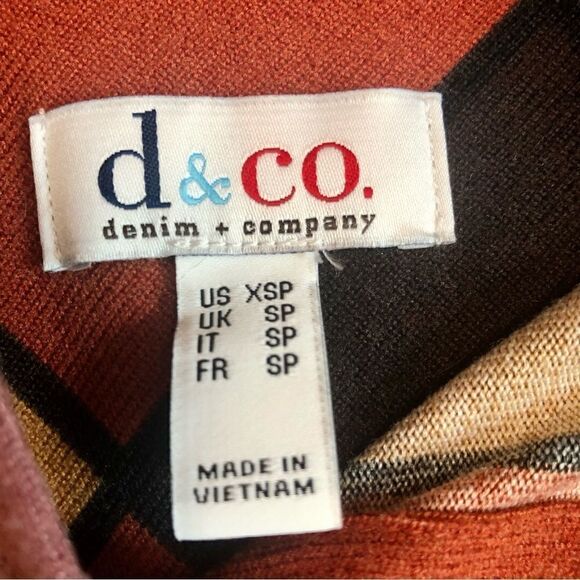 d&co.
denim + company
US XSP
UK SP
IT SP
FR SP
MADE IN
VIETNAM